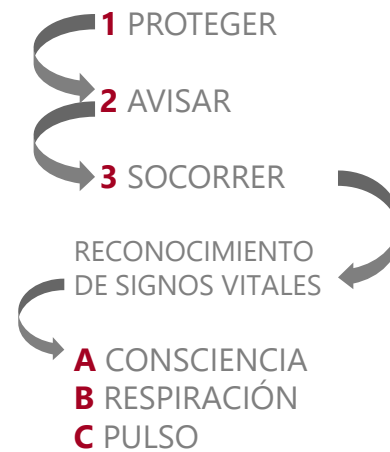 1 PROTEGER
2 AVISAR
3 SOCORRER
RECONOCIMIENTO
DE SIGNOS VITALES
A CONSCIENCIA
B RESPIRACIÓN
C PULSO